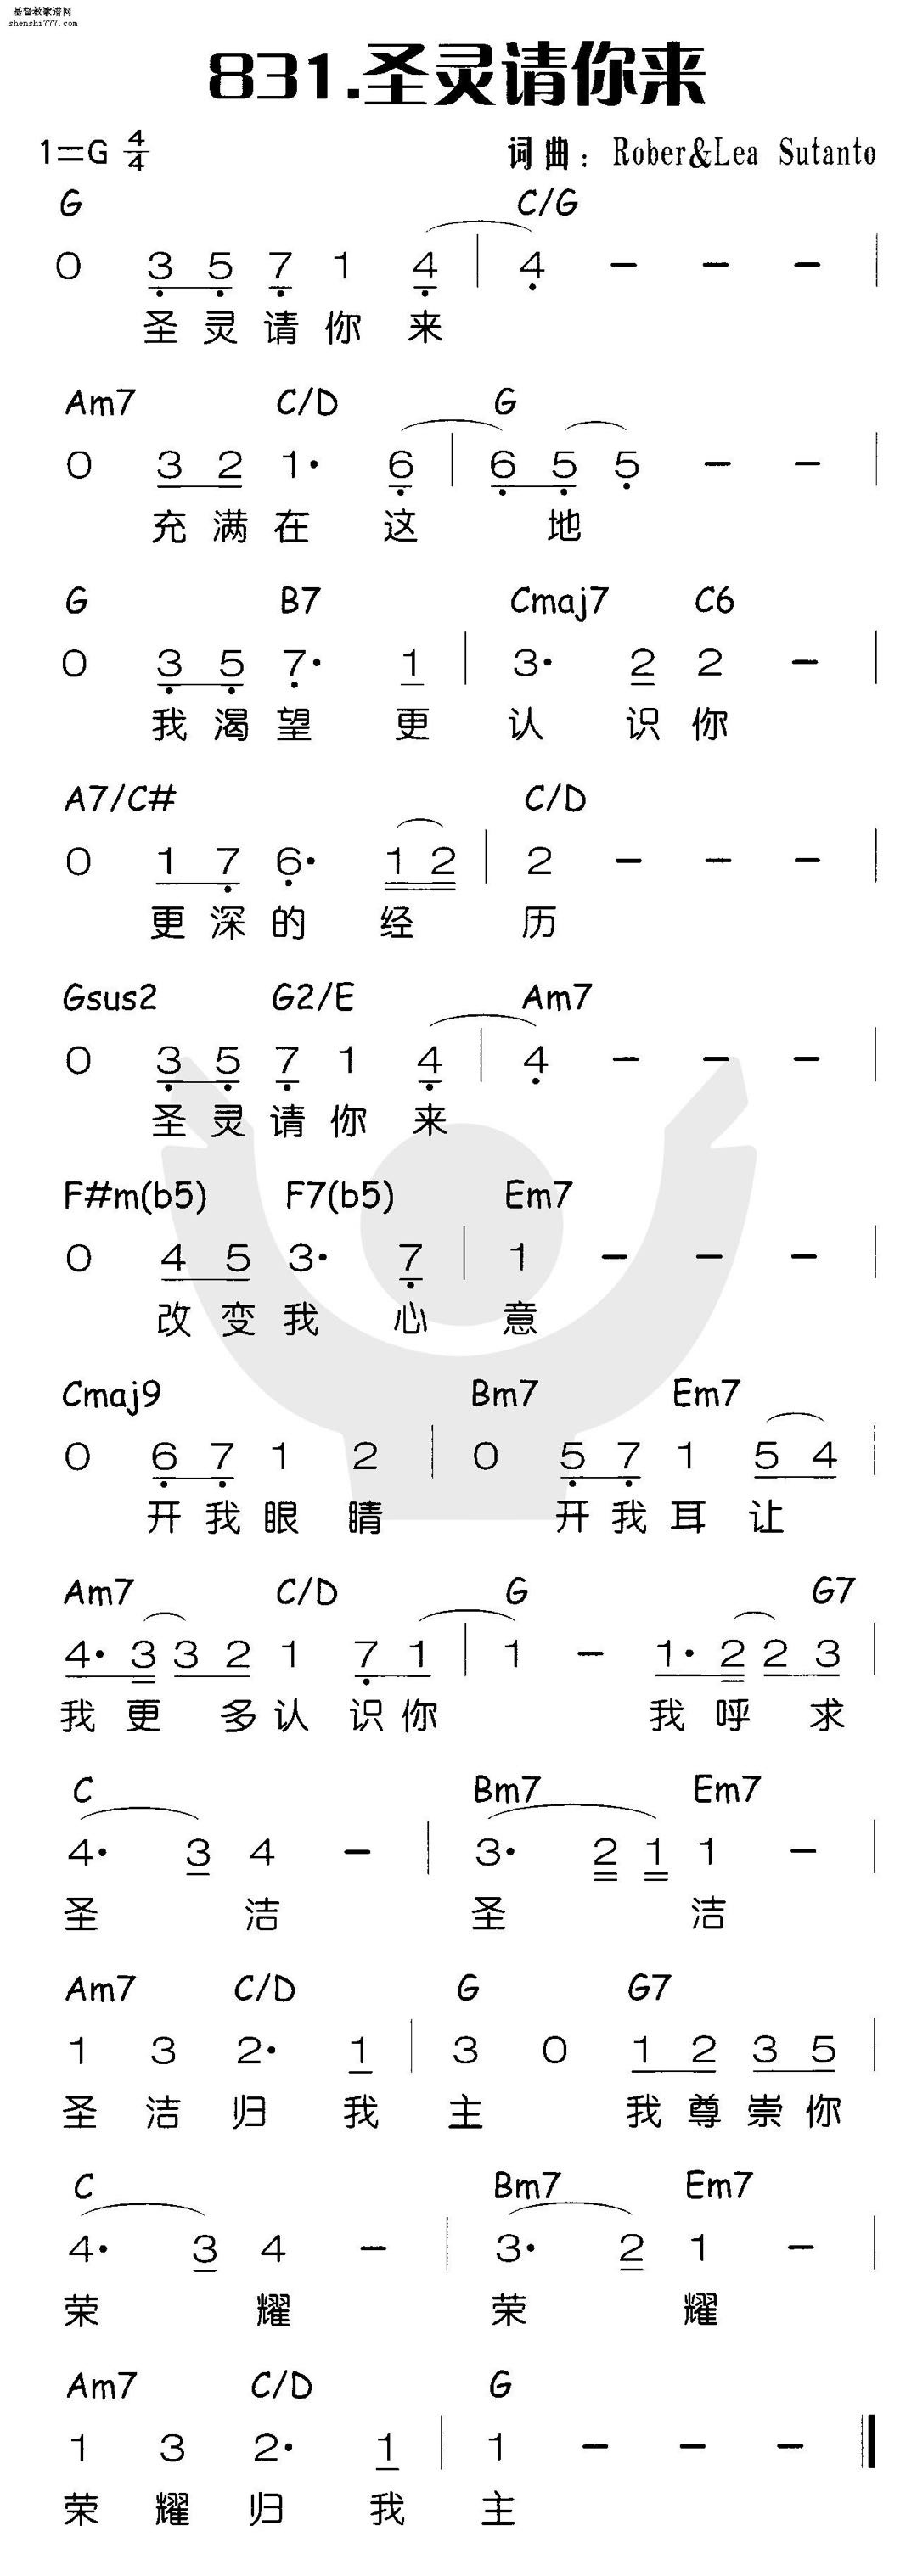 基督教歌谱网
shenshi777.com
831.圣灵请你来
1=G 4/4
词曲：Rober&Lea Sutanto
G C/G
0 3 5 7 1 4 | 4 - - - |
圣灵请你来
Am7 C/D G
0 3 2 1· 6 | 6 5 5 - - |
充满在这地
G B7 Cmaj7 C6
0 3 5 7· 1 | 3· 2 2 - |
我渴望更认识你
A7/C# C/D
0 1 7 6· 1 2 | 2 - - - |
更深的经历
Gsus2 G2/E Am7
0 3 5 7 1 4 | 4 - - - |
圣灵请你来
F#m(b5) F7(b5) Em7
0 4 5 3· 7 | 1 - - - |
改变我心意
Cmaj9 Bm7 Em7
0 6 7 1 2 | 0 5 7 1 5 4 |
开我眼睛 开我耳让
Am7 C/D G G7
4· 3 3 2 1 7 1 | 1 - 1· 2 2 3 |
我更多认识你 我呼求
C Bm7 Em7
4· 3 4 - | 3· 2 1 1 - |
圣洁圣洁
Am7 C/D G G7
1 3 2· 1 | 3 0 1 2 3 5 |
圣洁归我主 我尊崇你
C Bm7 Em7
4· 3 4 - | 3· 2 1 - |
荣耀荣耀
Am7 C/D G
1 3 2· 1 | 1 - - - ‖
荣耀归我主